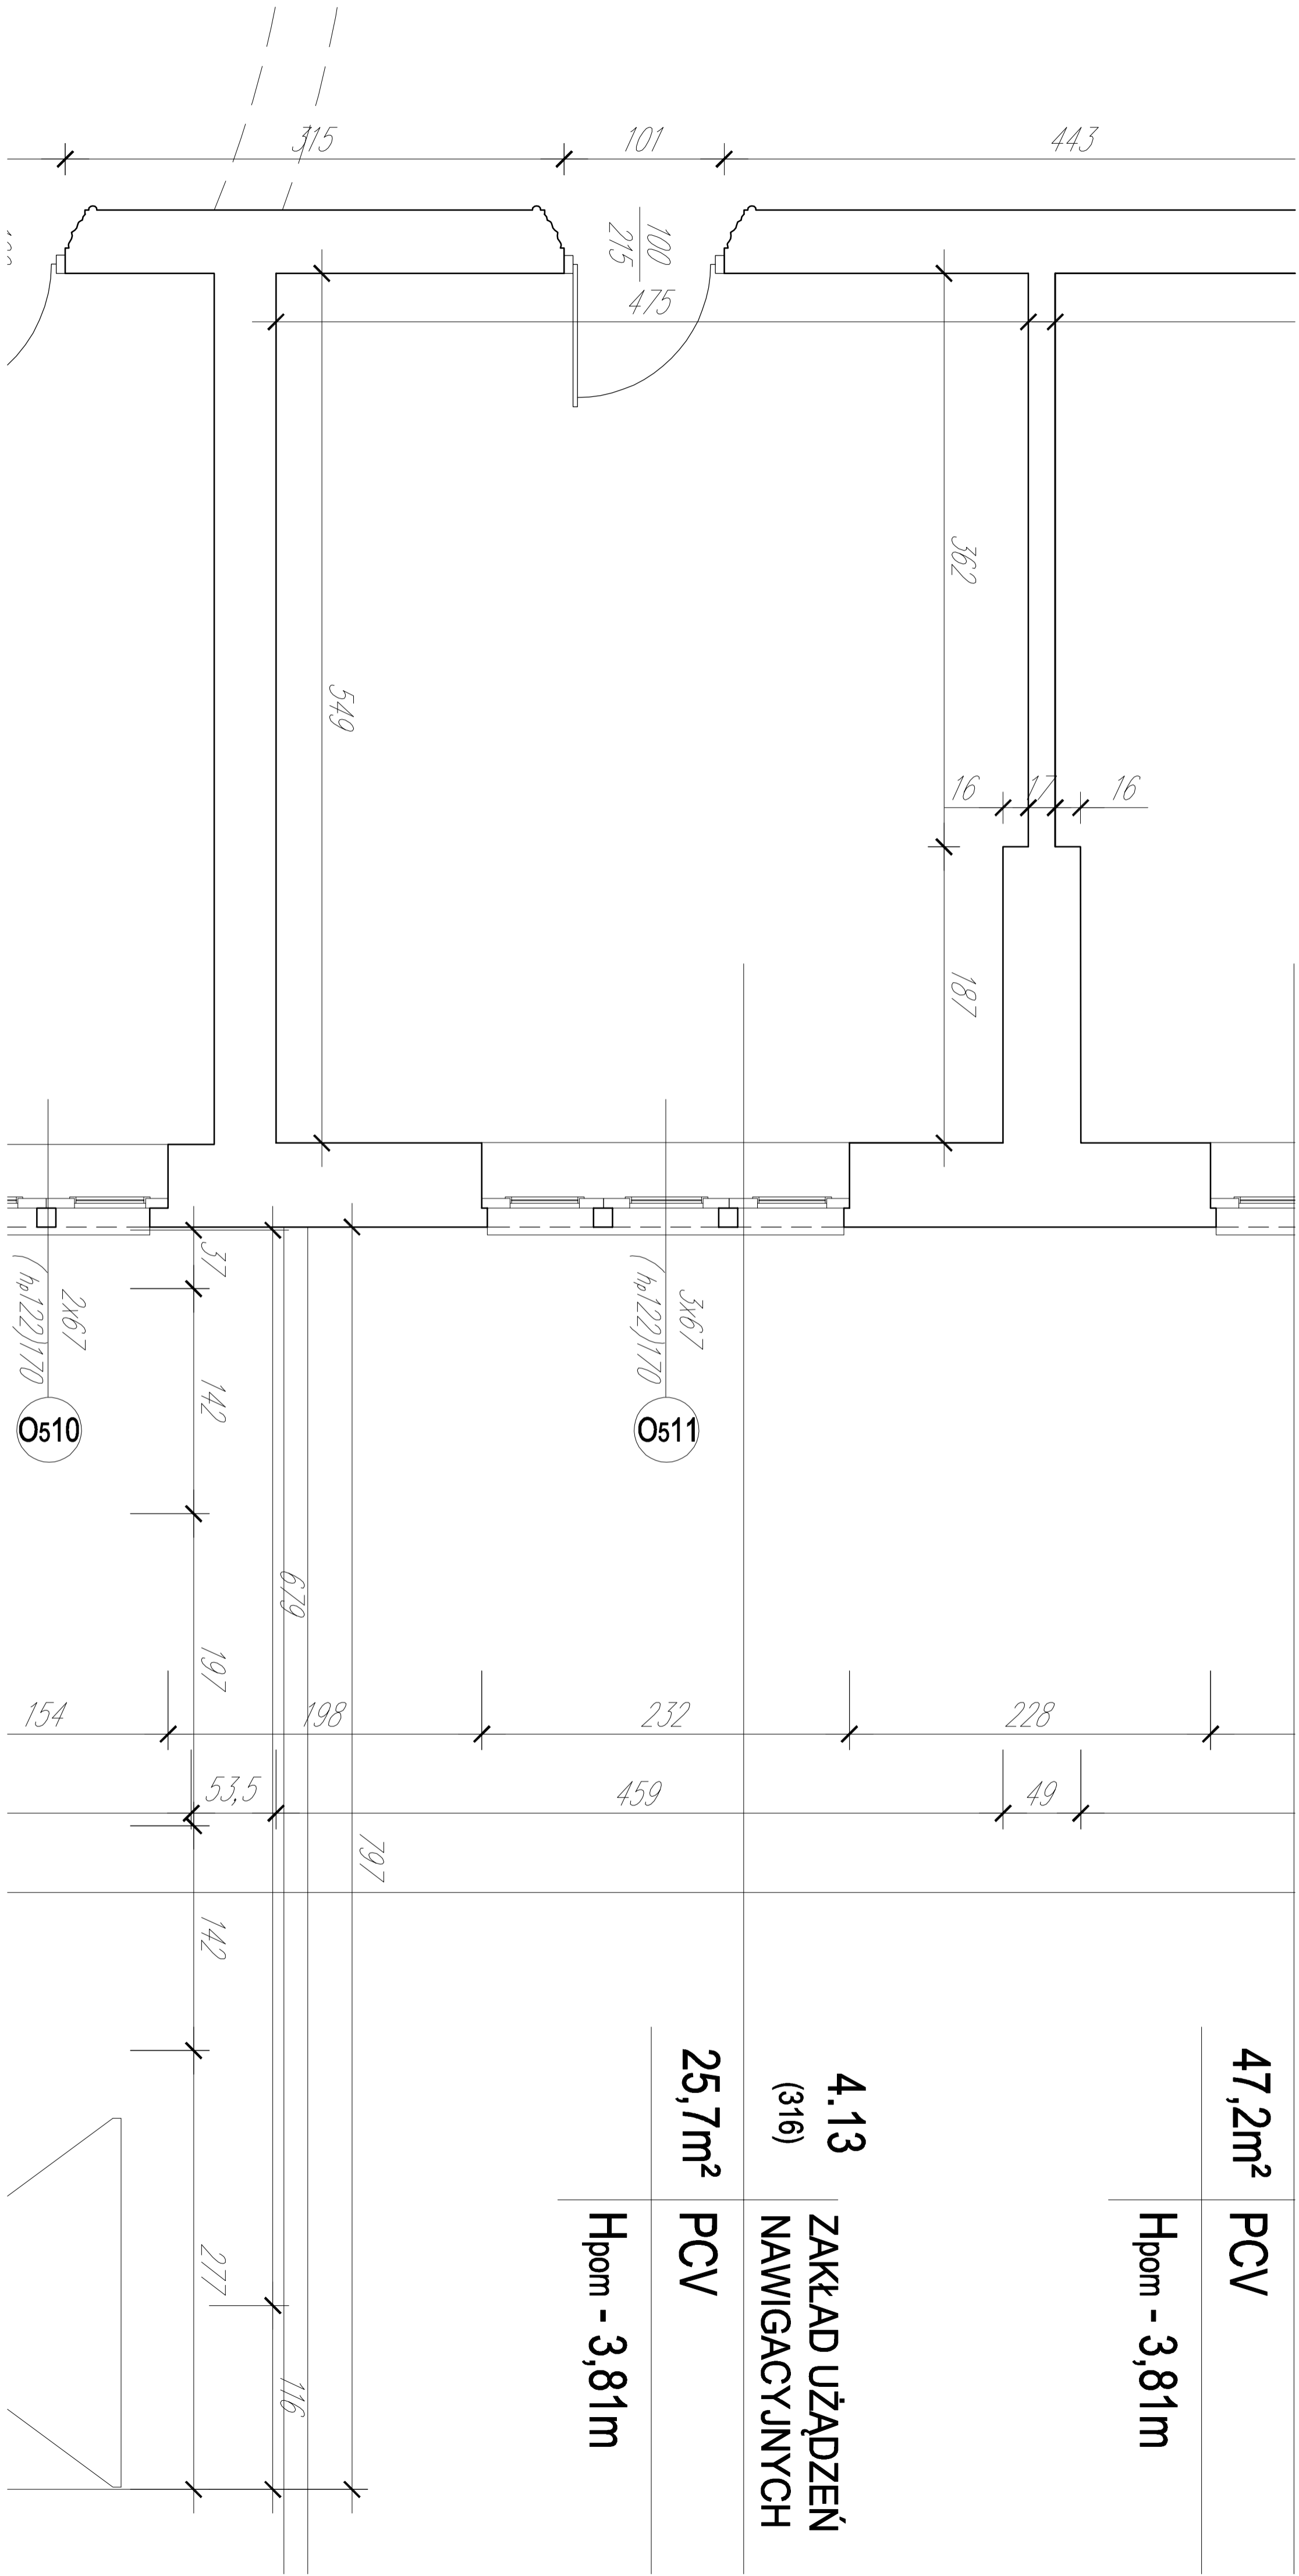 315
101
443
100
215
475
362
549
16
17
16
187
37
2x67
(hp122)170
O510
3x67
(hp122)170
O511
142
679
197
154
198
232
228
53,5
459
49
797
142
277
116
4.13
(316)
ZAKŁAD UŻĄDZEŃ
NAWIGACYJNYCH
25,7m² PCV
Hpom - 3,81m
47,2m² PCV
Hpom - 3,81m